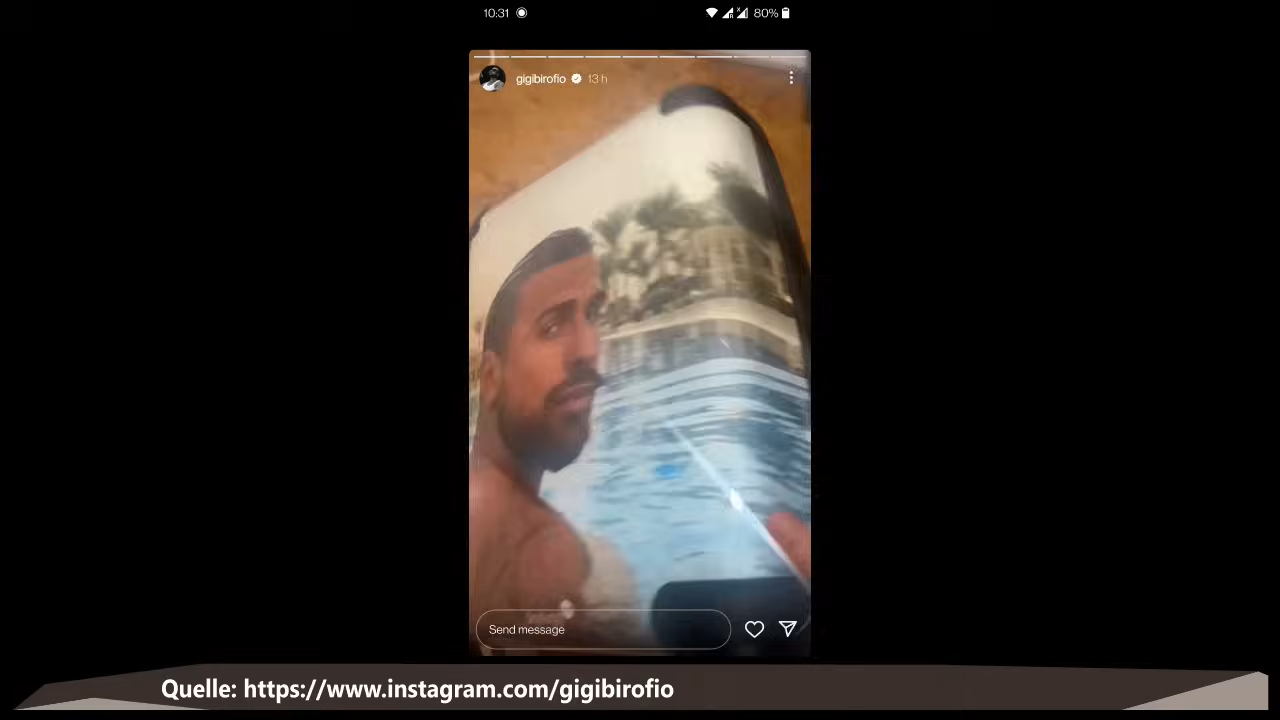 10:31
80%
gigibirofio 13 h
Send message
Quelle: https://www.instagram.com/gigibirofio